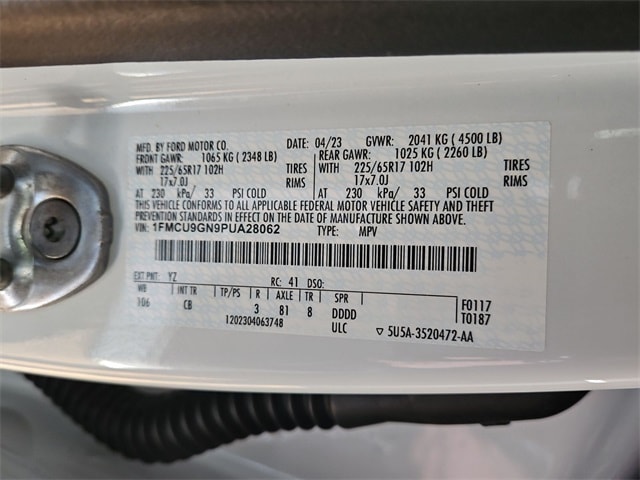 MFD. BY FORD MOTOR CO. DATE: 04/23 GVWR: 2041 KG ( 4500 LB)
FRONT GAWR: 1065 KG ( 2348 LB) REAR GAWR: 1025 KG ( 2260 LB)
WITH 225/65R17 102H TIRES WITH 225/65R17 102H TIRES
17x7.0J RIMS 17x7.0J RIMS
AT 230 kPa/ 33 PSI COLD AT 230 kPa/ 33 PSI COLD
THIS VEHICLE CONFORMS TO ALL APPLICABLE FEDERAL MOTOR VEHICLE SAFETY AND THEFT
PREVENTION STANDARDS IN EFFECT ON THE DATE OF MANUFACTURE SHOWN ABOVE.
VIN: 1FMCU9GN9PUA28062 TYPE: MPV
EXT PNT: YZ RC: 41 DSO:
WB INT TR TP/PS R AXLE TR SPR F0117
106 CB 3 B1 8 DDDD T0187
1202304063748 ULC ▽ 5U5A-3520472-AA